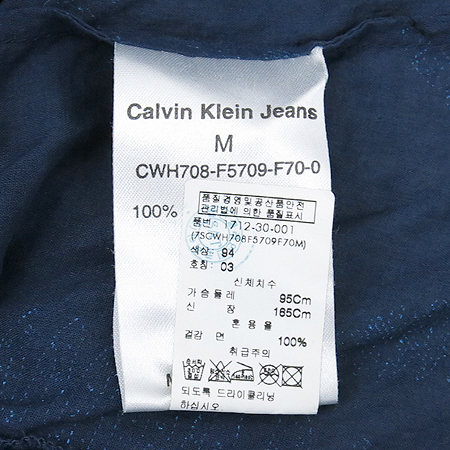 Calvin Klein Jeans
M
CWH708-F5709-F70-0
100%
품질경영및공산품안전
관리법에 의한 품질표시
품번 1712-30-001
(7SCWH708F5709F70M)
색상: 94
호칭: 03
신체치수
가슴둘레 95Cm
신 장 185Cm
혼 용 율
겉감 면 100%
취급주의
되도록 드라이클리닝
하십시오